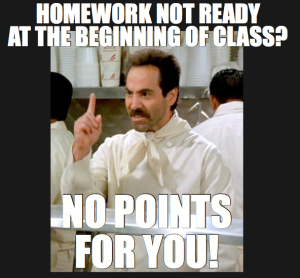 HOMEWORK NOT READY
AT THE BEGINNING OF CLASS?
NO POINTS
FOR YOU!